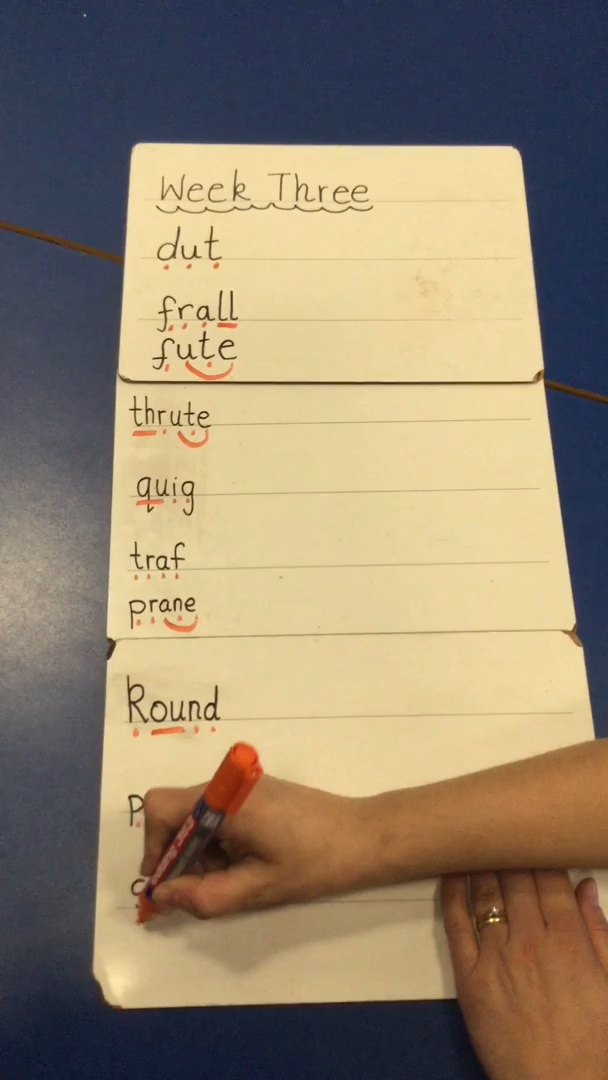 Week Three
dut
frall
fute
thrute
quig
traf
prane
Round